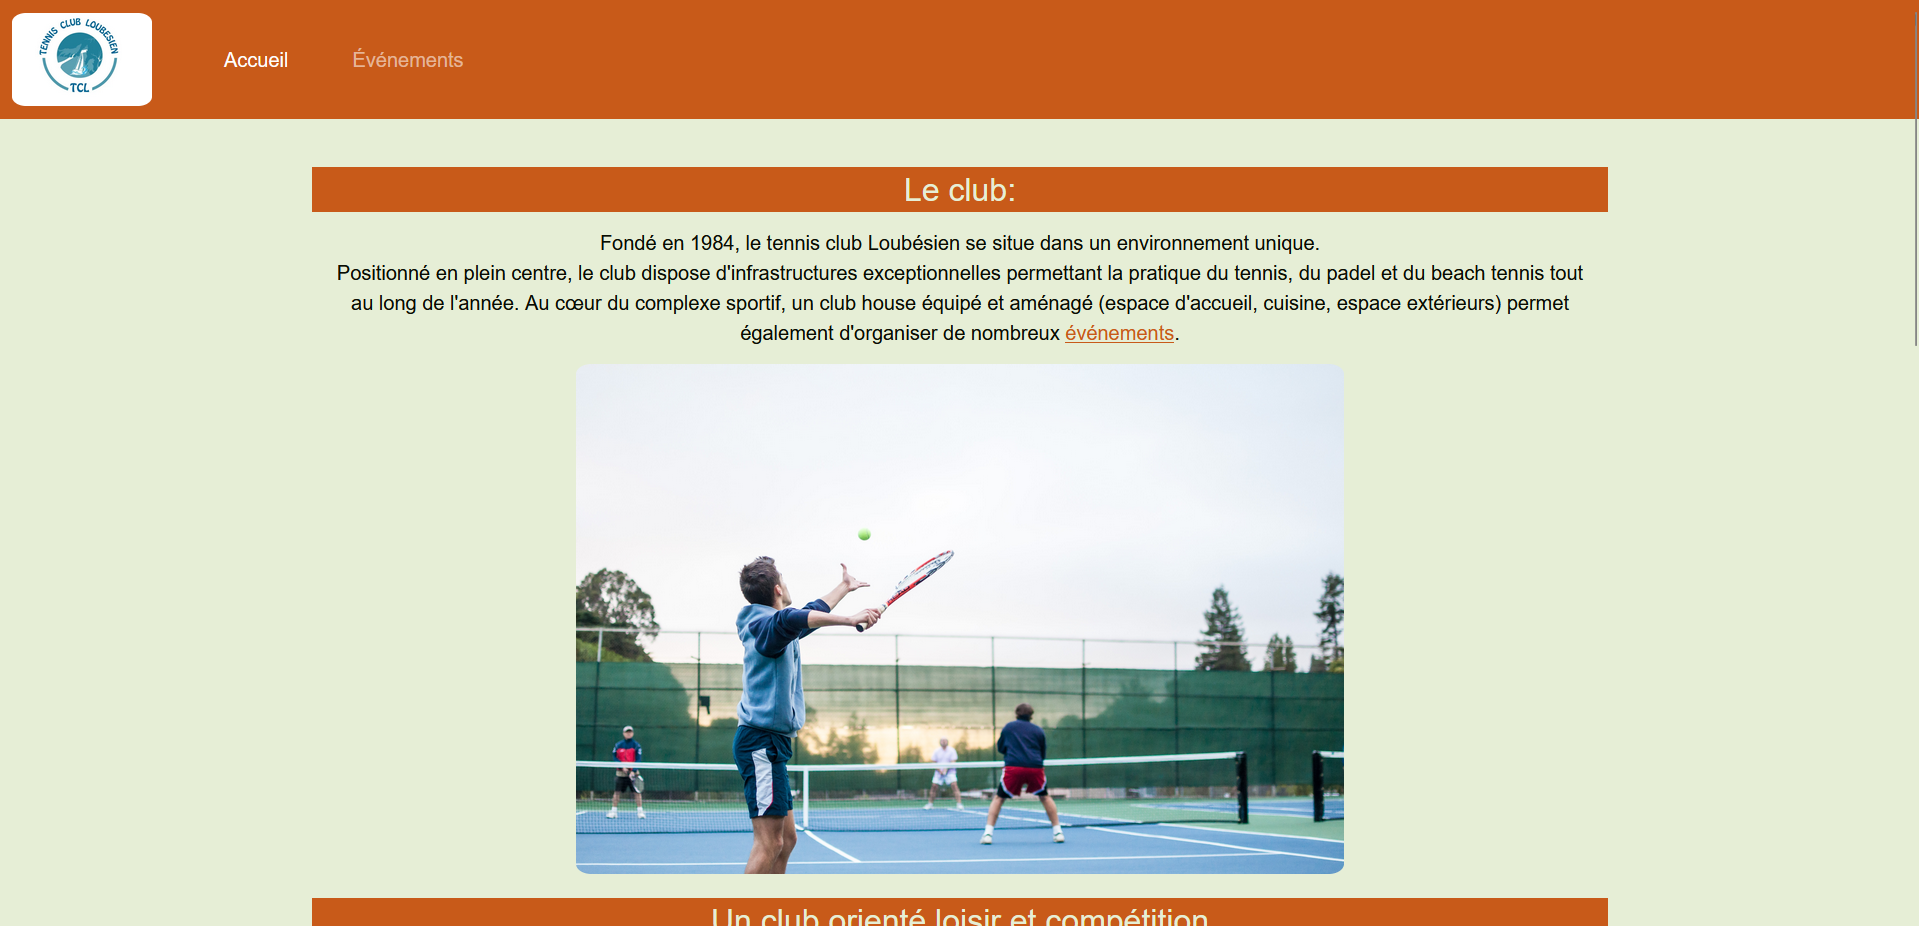 TENNIS CLUB LOUBESIEN
TCL
Accueil
Événements
Le club:
Fondé en 1984, le tennis club Loubésien se situe dans un environnement unique.
Positionné en plein centre, le club dispose d'infrastructures exceptionnelles permettant la pratique du tennis, du padel et du beach tennis tout
au long de l'année. Au cœur du complexe sportif, un club house équipé et aménagé (espace d'accueil, cuisine, espace extérieurs) permet
également d'organiser de nombreux événements.
Un club orienté loisir et compétition